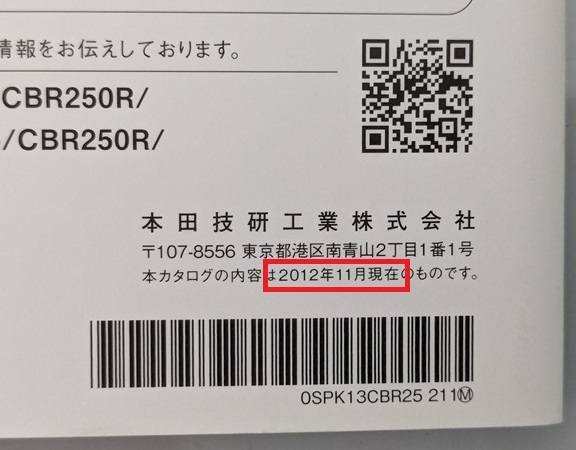 情報をお伝えしております。
CBR250R/
/CBR250R/
本田技研工業株式会社
〒107-8556 東京都港区南青山2丁目1番1号
本カタログの内容は2012年11月現在のものです。
0SPK13CBR25 211Ⓜ